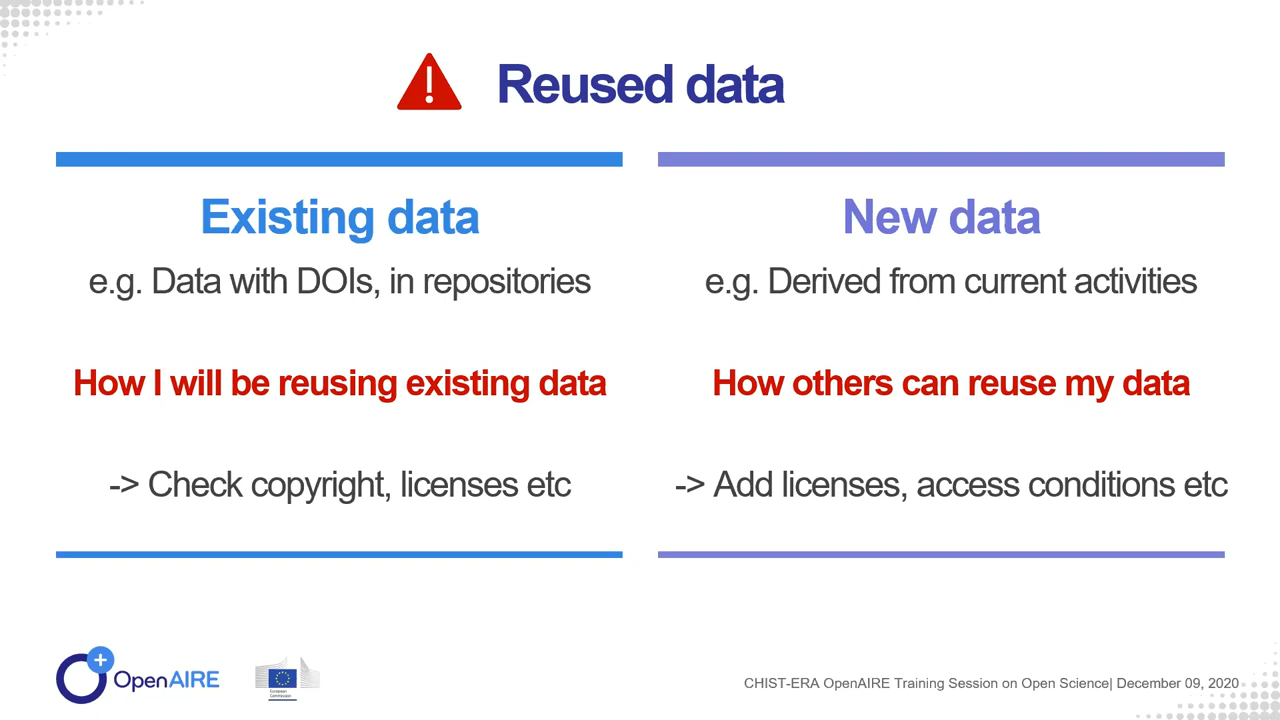 Reused data
Existing data
e.g. Data with DOIs, in repositories
How I will be reusing existing data
-> Check copyright, licenses etc
New data
e.g. Derived from current activities
How others can reuse my data
-> Add licenses, access conditions etc
OpenAIRE
European
Commission
CHIST-ERA OpenAIRE Training Session on Open Science| December 09, 2020